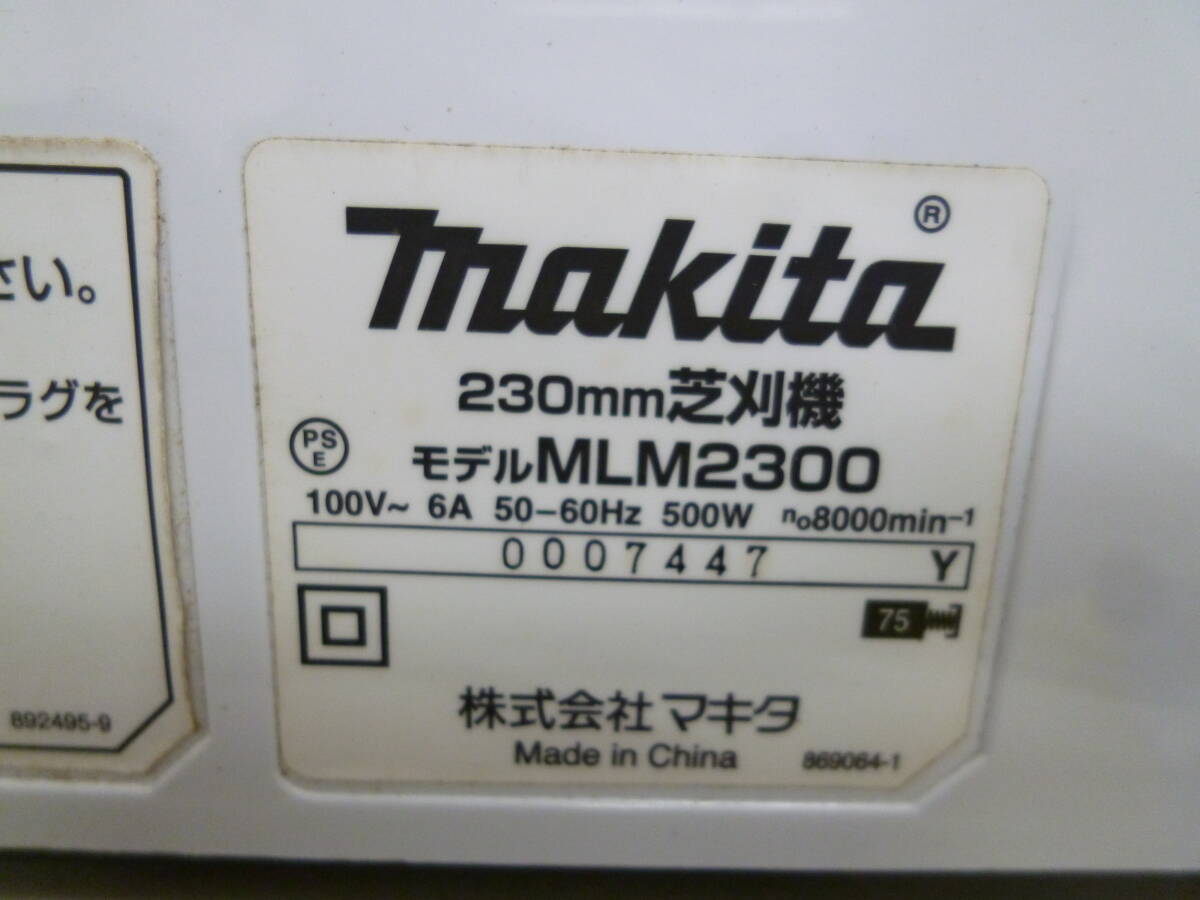 さい。
ラグを
892495-9
makita ®
230mm芝刈機
PS
E
モデルMLM2300
100V~ 6A 50-60Hz 500W n₀8000min⁻¹
0007447 Y
75
株式会社マキタ
Made in China
869064-1